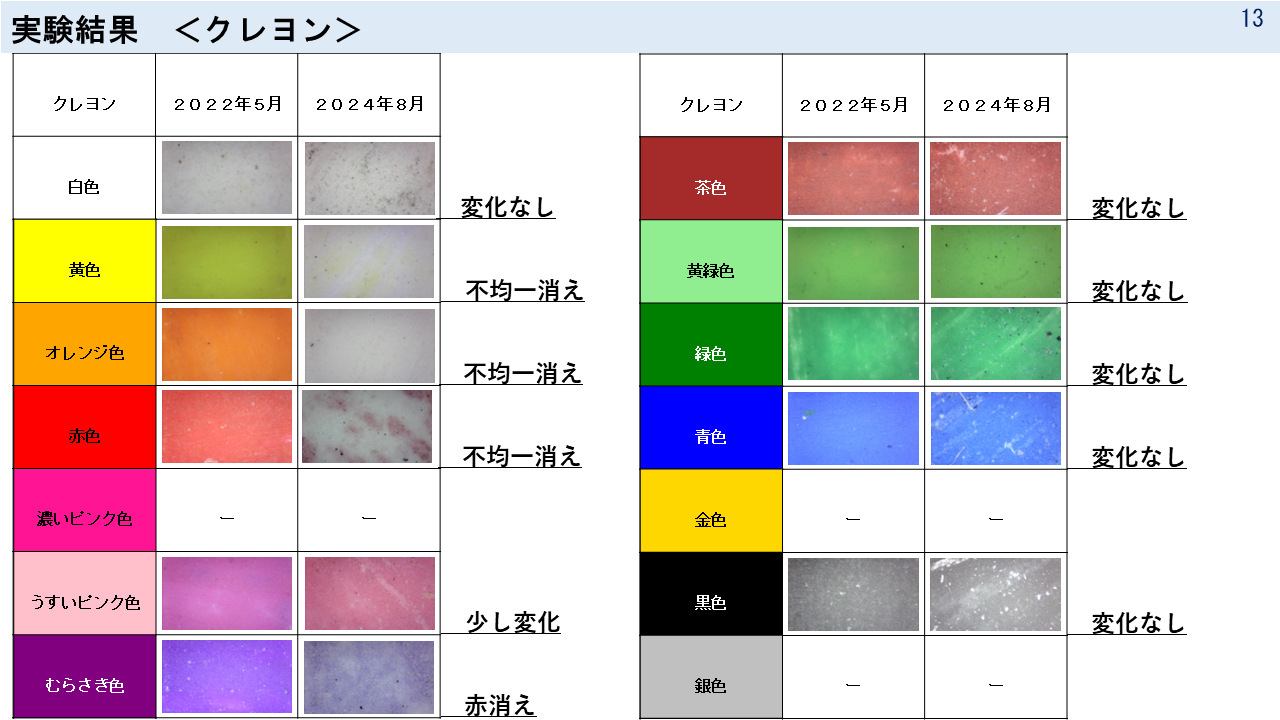 実験結果　＜クレヨン＞
13
クレヨン ２０２２年５月 ２０２４年８月
白色 変化なし
黄色 不均一消え
オレンジ色 不均一消え
赤色 不均一消え
濃いピンク色 ー ー
うすいピンク色 少し変化
むらさき色 赤消え
クレヨン ２０２２年５月 ２０２４年８月
茶色 変化なし
黄緑色 変化なし
緑色 変化なし
青色 変化なし
金色 ー ー
黒色 変化なし
銀色 ー ー